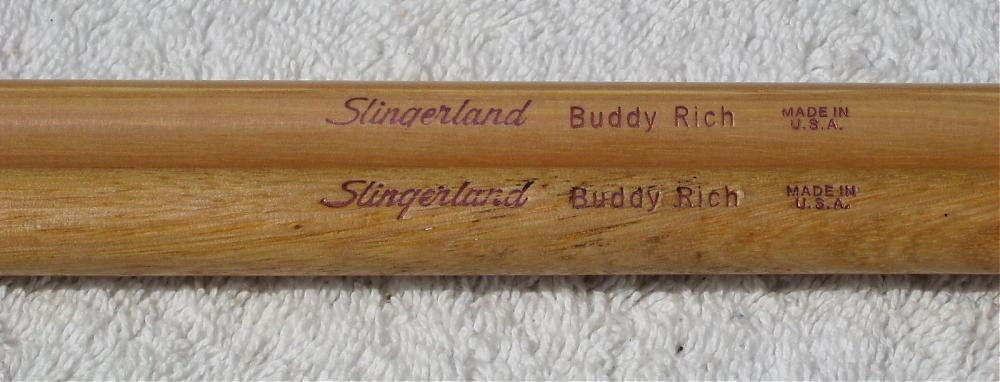 Slingerland Buddy Rich MADE IN
U.S.A.
Slingerland Buddy Rich MADE IN
U.S.A.